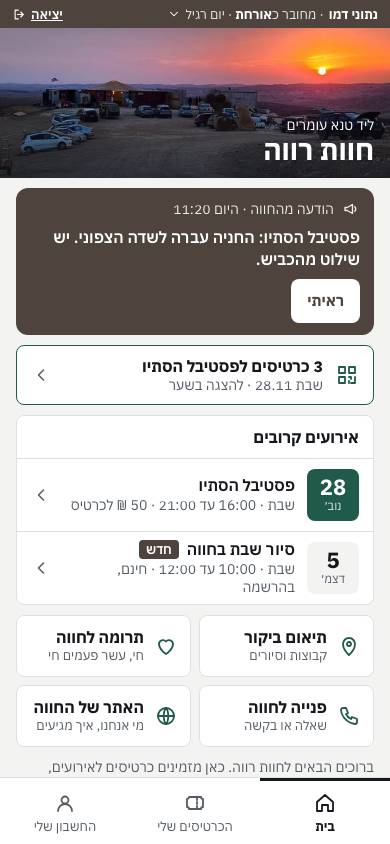 נתוני דמו · מחובר כאורחת · יום רגיל
יציאה
ליד טנא עומרים
חוות רווה
הודעה מהחווה · היום 11:20
פסטיבל הסתיו: החניה עברה לשדה הצפוני. יש
שילוט מהכביש.
ראיתי
3 כרטיסים לפסטיבל הסתיו
שבת 28.11 · להצגה בשער
אירועים קרובים
28
נוב׳
פסטיבל הסתיו
שבת · 16:00 עד 21:00 · 50 ₪ לכרטיס
5
דצמ׳
סיור שבת בחווה חדש
שבת · 10:00 עד 12:00 · חינם,
בהרשמה
תיאום ביקור
קבוצות וסיורים
תרומה לחווה
חי, עשר פעמים חי
פנייה לחווה
שאלה או בקשה
האתר של החווה
מי אנחנו, איך מגיעים
ברוכים הבאים לחוות רווה. כאן מזמינים כרטיסים לאירועים,
בית
הכרטיסים שלי
החשבון שלי